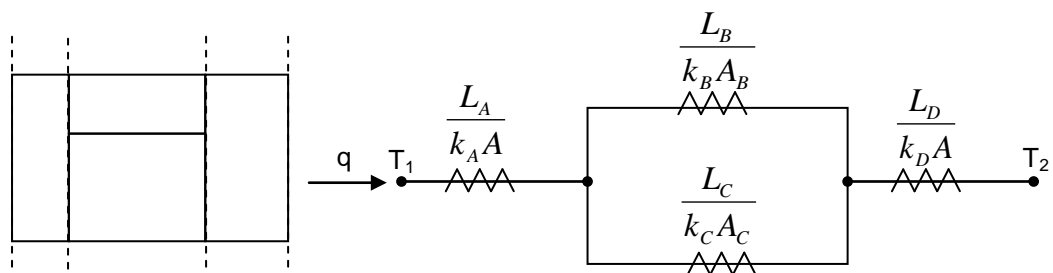 L_B
k_B A_B
L_A
k_A A
L_D
k_D A
q
T_1
T_2
L_C
k_C A_C